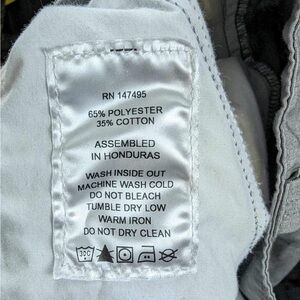 RN 147495
65% POLYESTER
35% COTTON
ASSEMBLED
IN HONDURAS
WASH INSIDE OUT
MACHINE WASH COLD
DO NOT BLEACH
TUMBLE DRY LOW
WARM IRON
DO NOT DRY CLEAN
30C